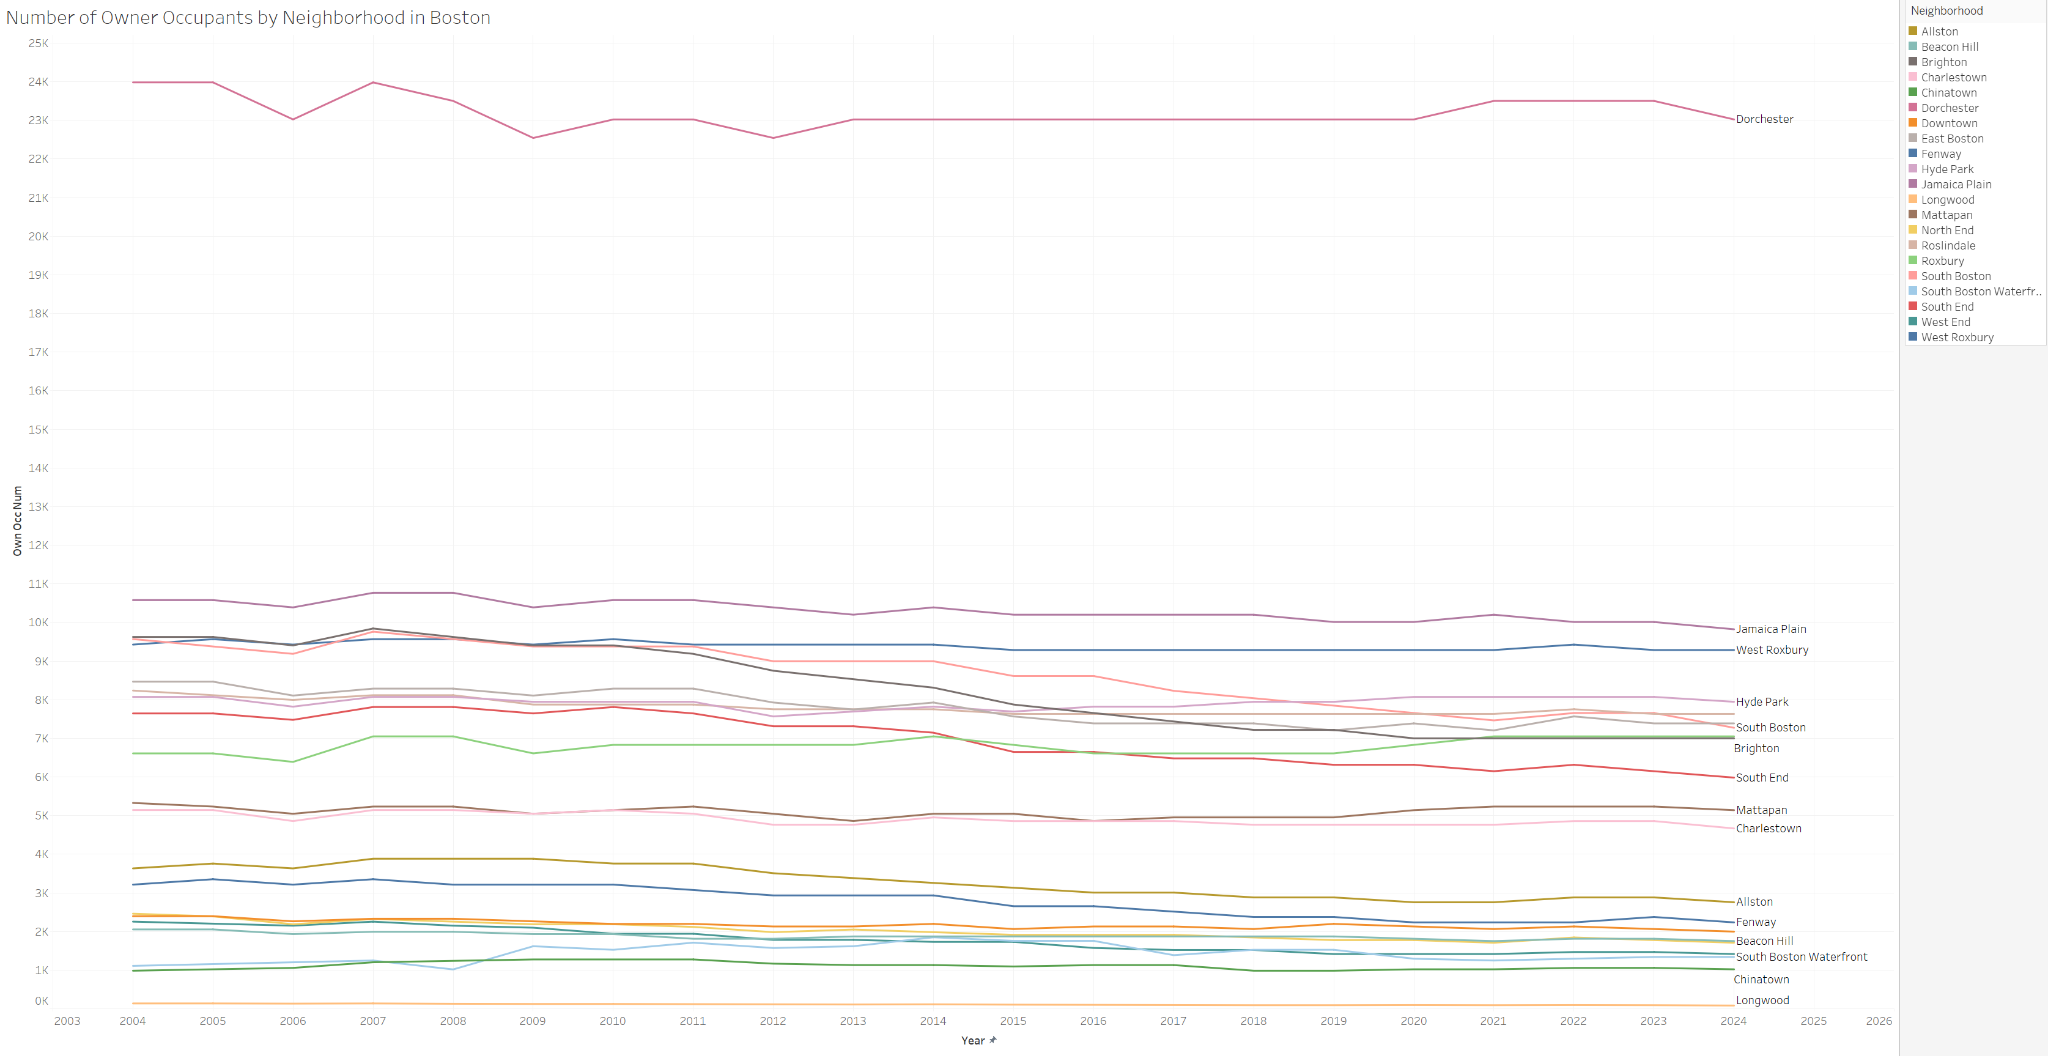 Number of Owner Occupants by Neighborhood in Boston
25K
24K
23K
22K
21K
20K
19K
18K
17K
16K
15K
14K
13K
12K
11K
10K
9K
8K
7K
6K
5K
4K
3K
2K
1K
0K
Own Occ Num
Dorchester
Jamaica Plain
West Roxbury
Hyde Park
South Boston
Brighton
South End
Mattapan
Charlestown
Allston
Fenway
Beacon Hill
South Boston Waterfront
Chinatown
Longwood
2003 2004 2005 2006 2007 2008 2009 2010 2011 2012 2013 2014 2015 2016 2017 2018 2019 2020 2021 2022 2023 2024 2025 2026
Year
Neighborhood
Allston
Beacon Hill
Brighton
Charlestown
Chinatown
Dorchester
Downtown
East Boston
Fenway
Hyde Park
Jamaica Plain
Longwood
Mattapan
North End
Roslindale
Roxbury
South Boston
South Boston Waterfr..
South End
West End
West Roxbury